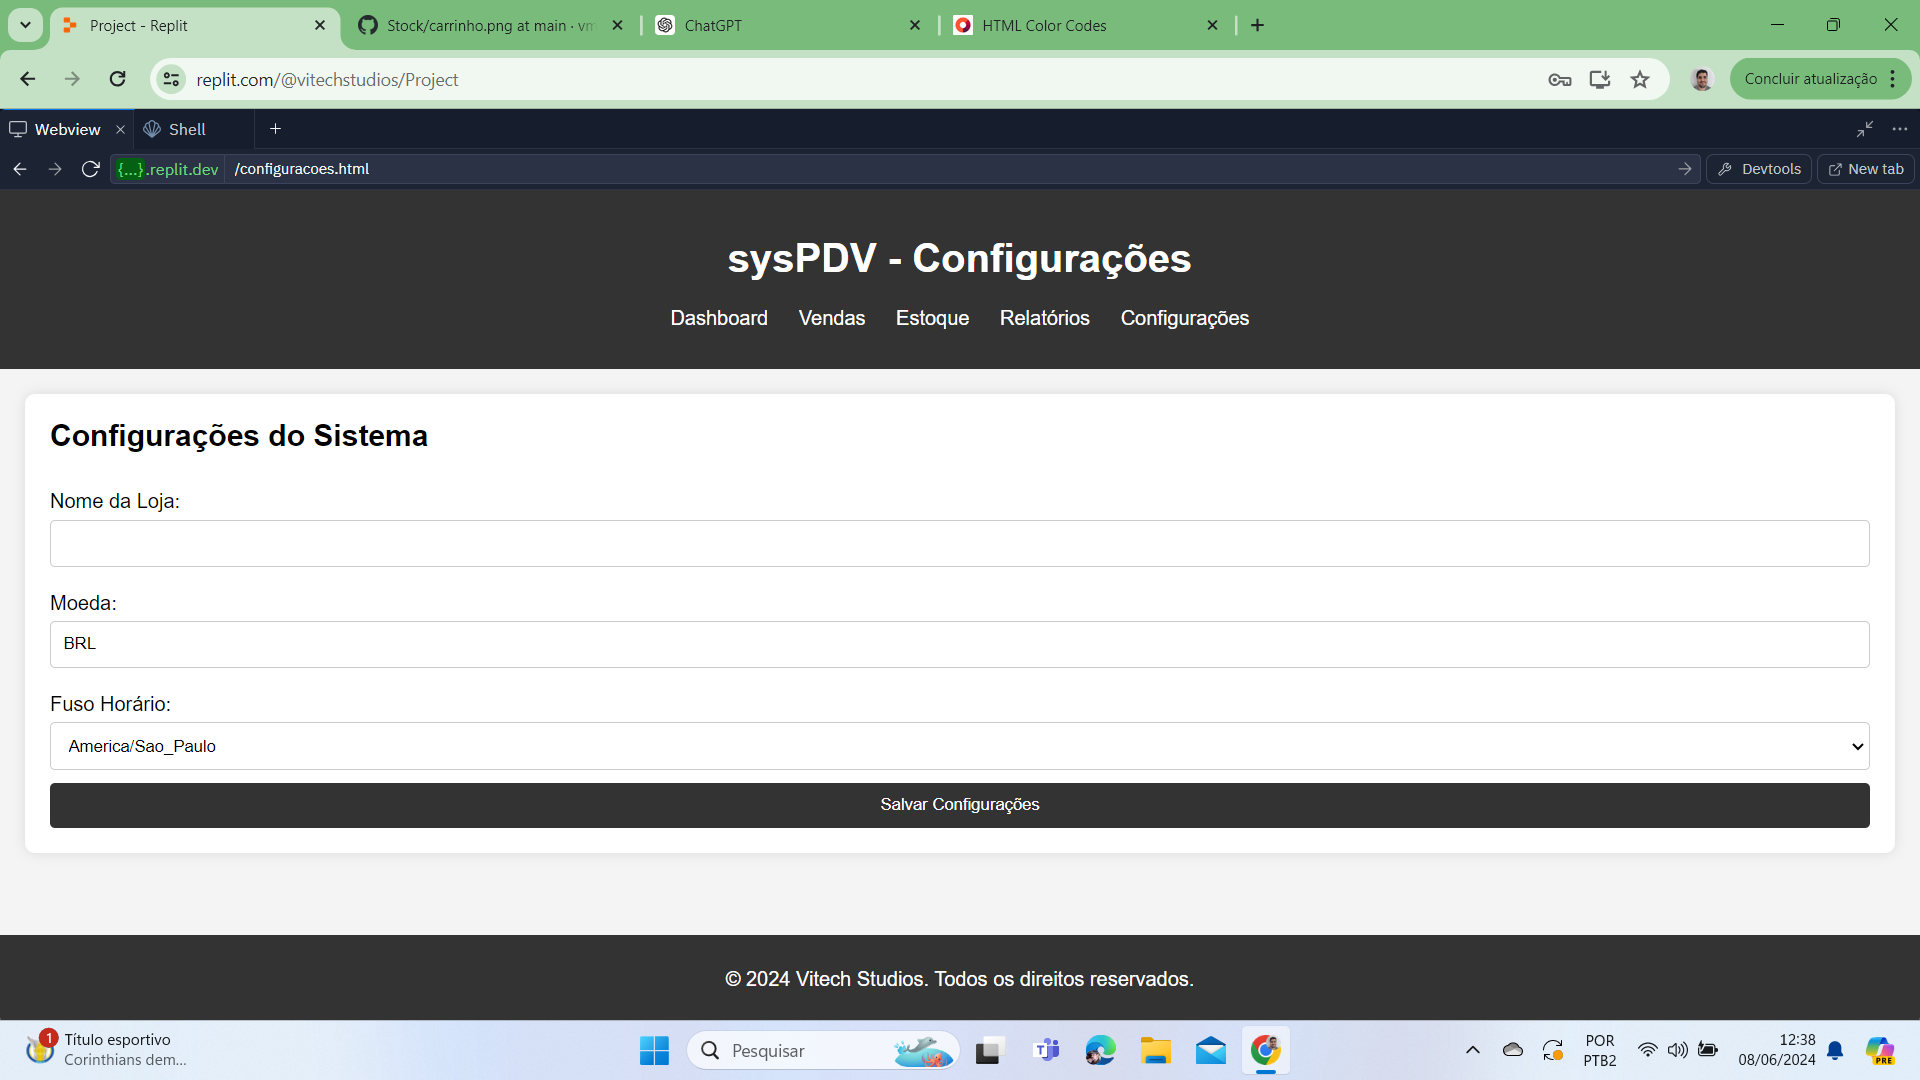 Project - Replit
Stock/carrinho.png at main · vm
ChatGPT
HTML Color Codes
replit.com/@vitechstudios/Project
Concluir atualização
Webview
Shell
{...}.replit.dev
/configuracoes.html
Devtools
New tab
sysPDV - Configurações
Dashboard Vendas Estoque Relatórios Configurações
Configurações do Sistema
Nome da Loja:
Moeda:
BRL
Fuso Horário:
America/Sao_Paulo
Salvar Configurações
© 2024 Vitech Studios. Todos os direitos reservados.
1
Título esportivo
Corinthians dem...
Pesquisar
POR
PTB2
12:38
08/06/2024
PRE